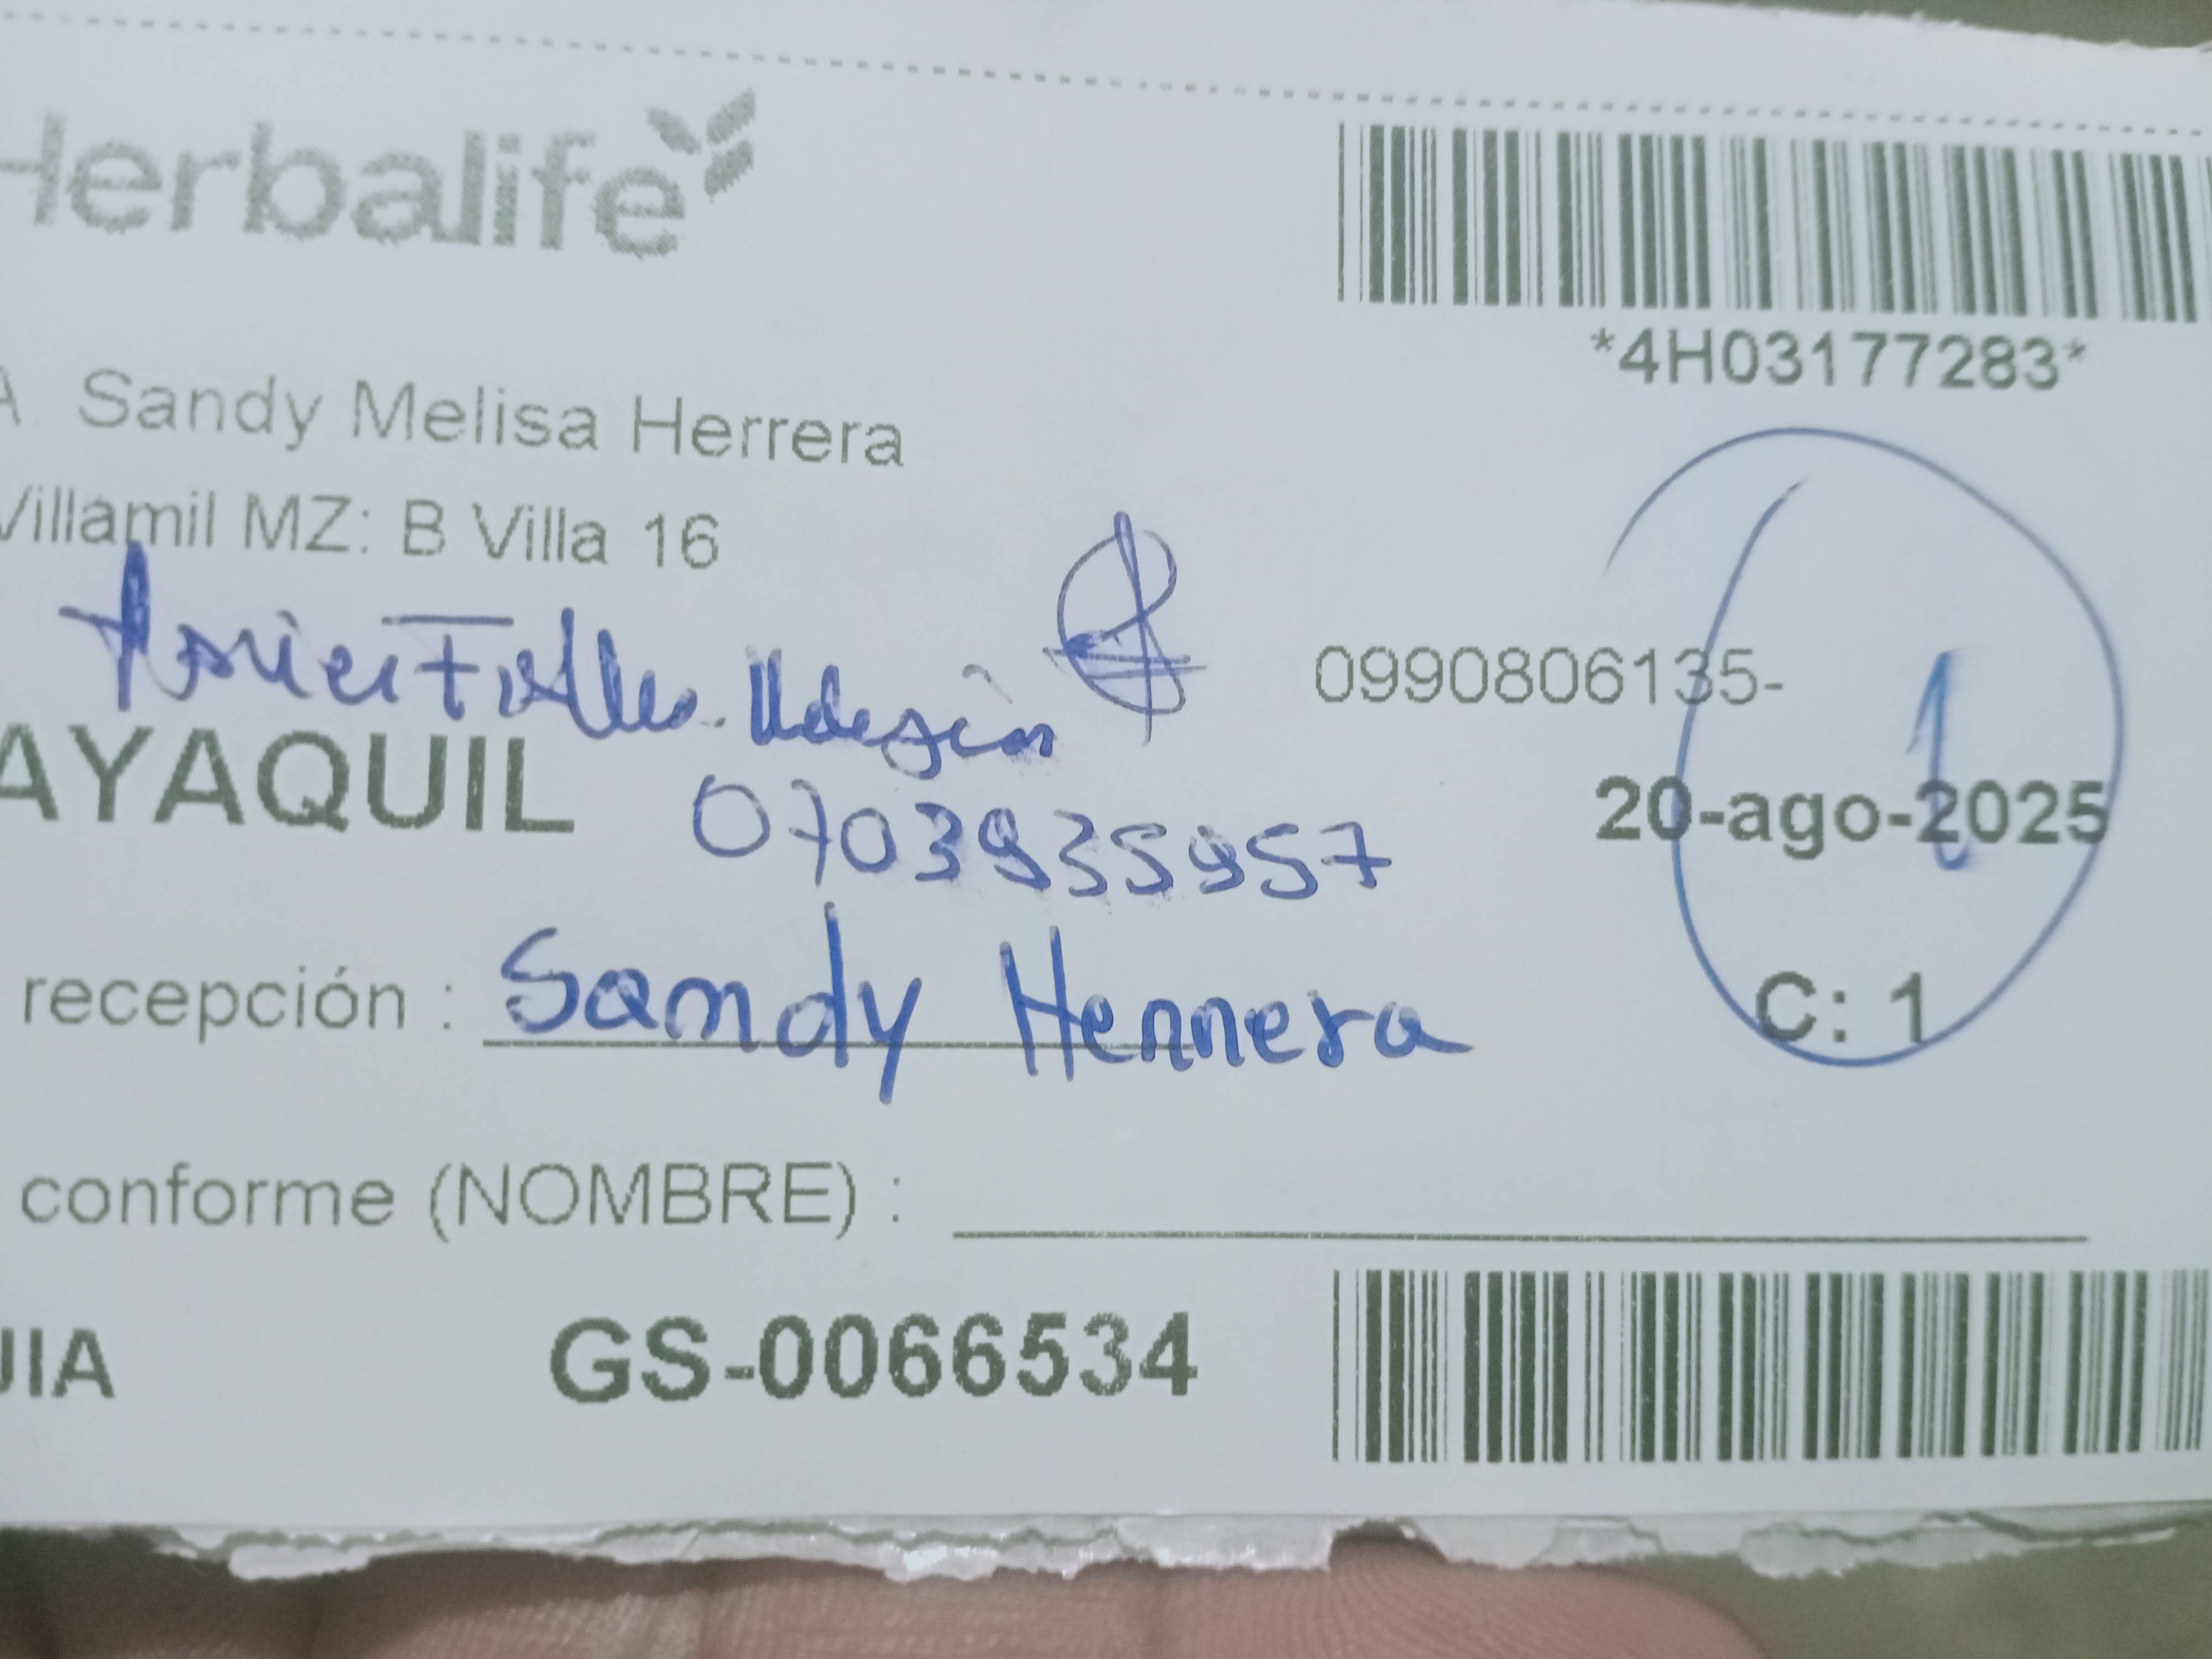 Herbalife
*4H03177283*
A Sandy Melisa Herrera
Villamil MZ: B Villa 16
0990806135-
1
AYAQUIL
20-ago-2025
0703935957
recepción : Sandy Herrera
C: 1
conforme (NOMBRE) :
UIA GS-0066534